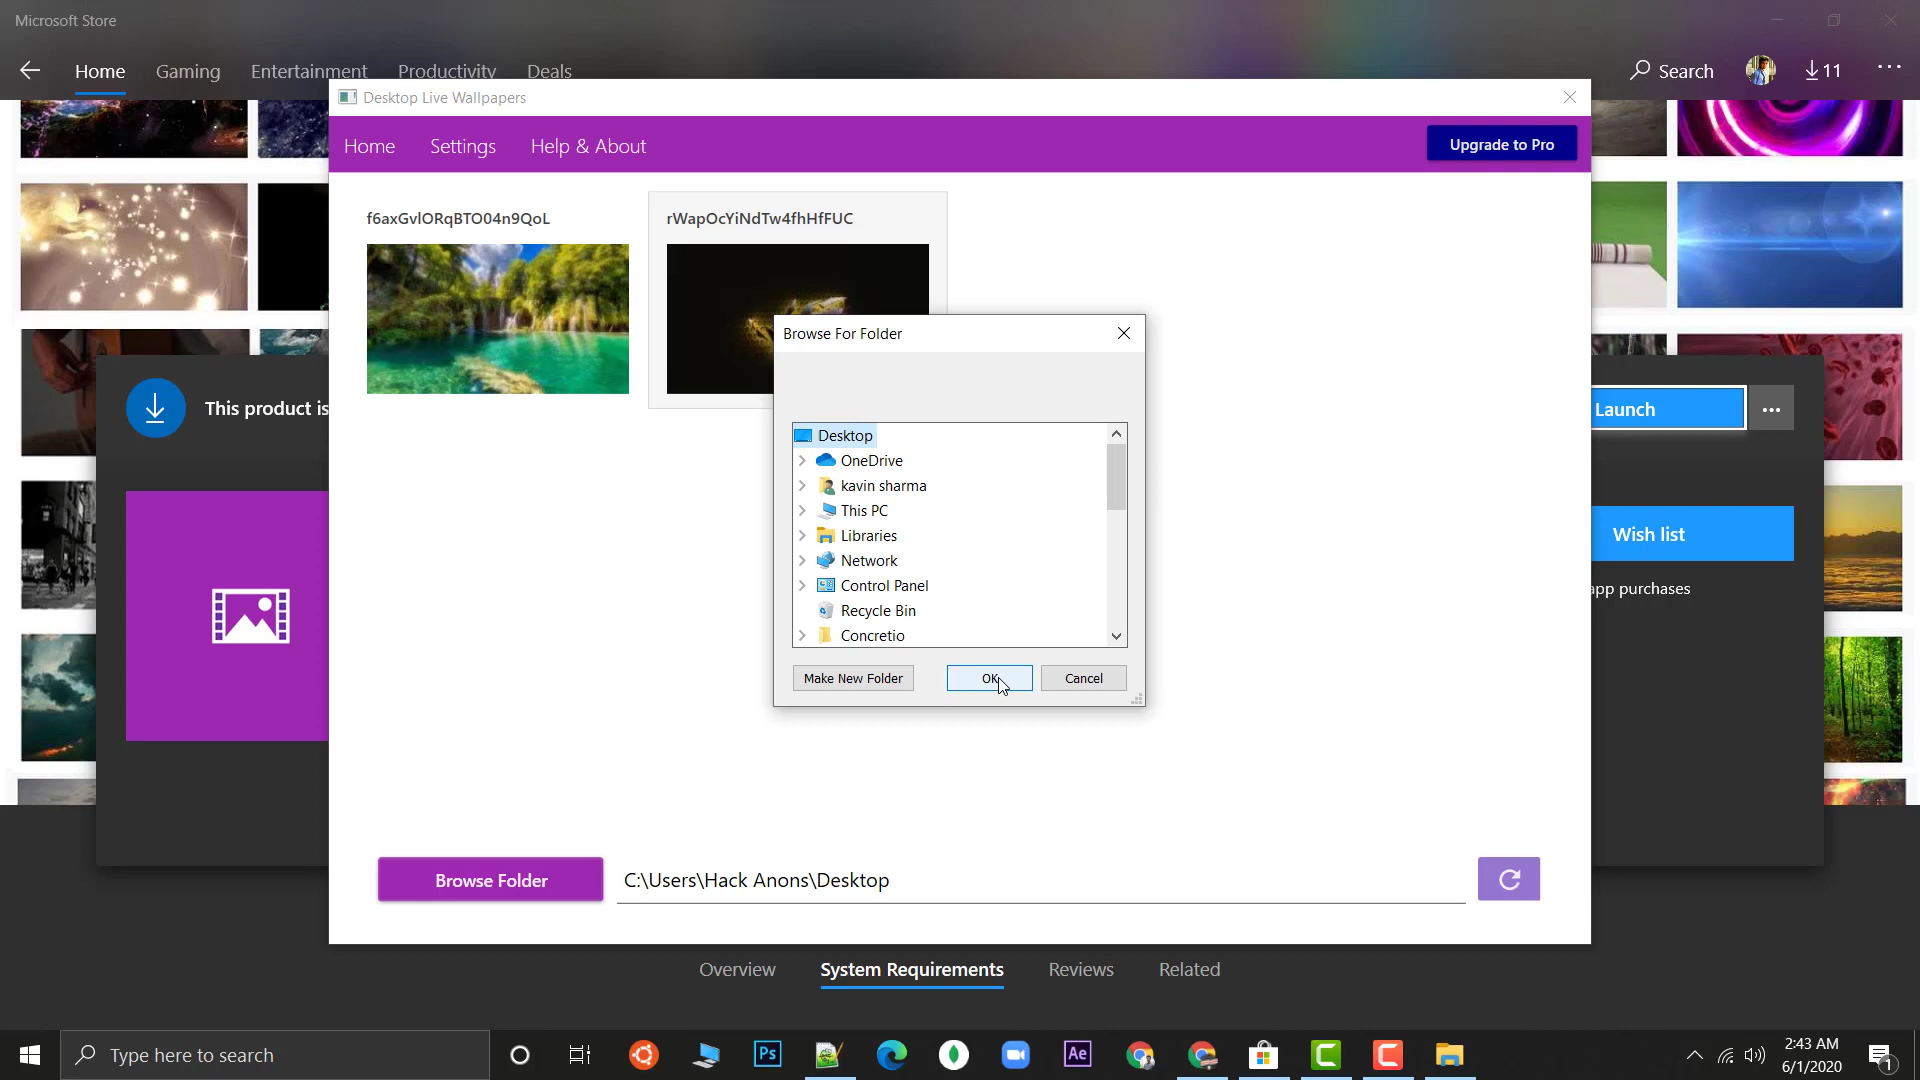 Microsoft Store
Home Gaming Entertainment Productivity Deals
Search
11
Desktop Live Wallpapers
Home Settings Help & About
Upgrade to Pro
f6axGvlORqBTO04n9QoL
rWapOcYiNdTw4fhHfFUC
Browse For Folder
This product is
Launch
Desktop
OneDrive
kavin sharma
This PC
Libraries
Network
Control Panel
Recycle Bin
Concretio
Wish list
app purchases
Make New Folder
OK
Cancel
Browse Folder
C:\Users\Hack Anons\Desktop
Overview System Requirements Reviews Related
Type here to search
Ps
Ae
2:43 AM
6/1/2020
1